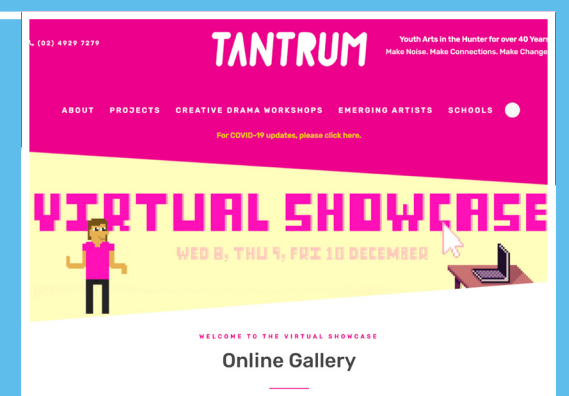 (02) 4929 7279
TANTRUM
Youth Arts in the Hunter for over 40 Years
Make Noise. Make Connections. Make Change
ABOUT PROJECTS CREATIVE DRAMA WORKSHOPS EMERGING ARTISTS SCHOOLS
For COVID-19 updates, please click here.
VIRTUAL SHOWCASE
WED 8, THU 9, FRI 10 DECEMBER
WELCOME TO THE VIRTUAL SHOWCASE
Online Gallery